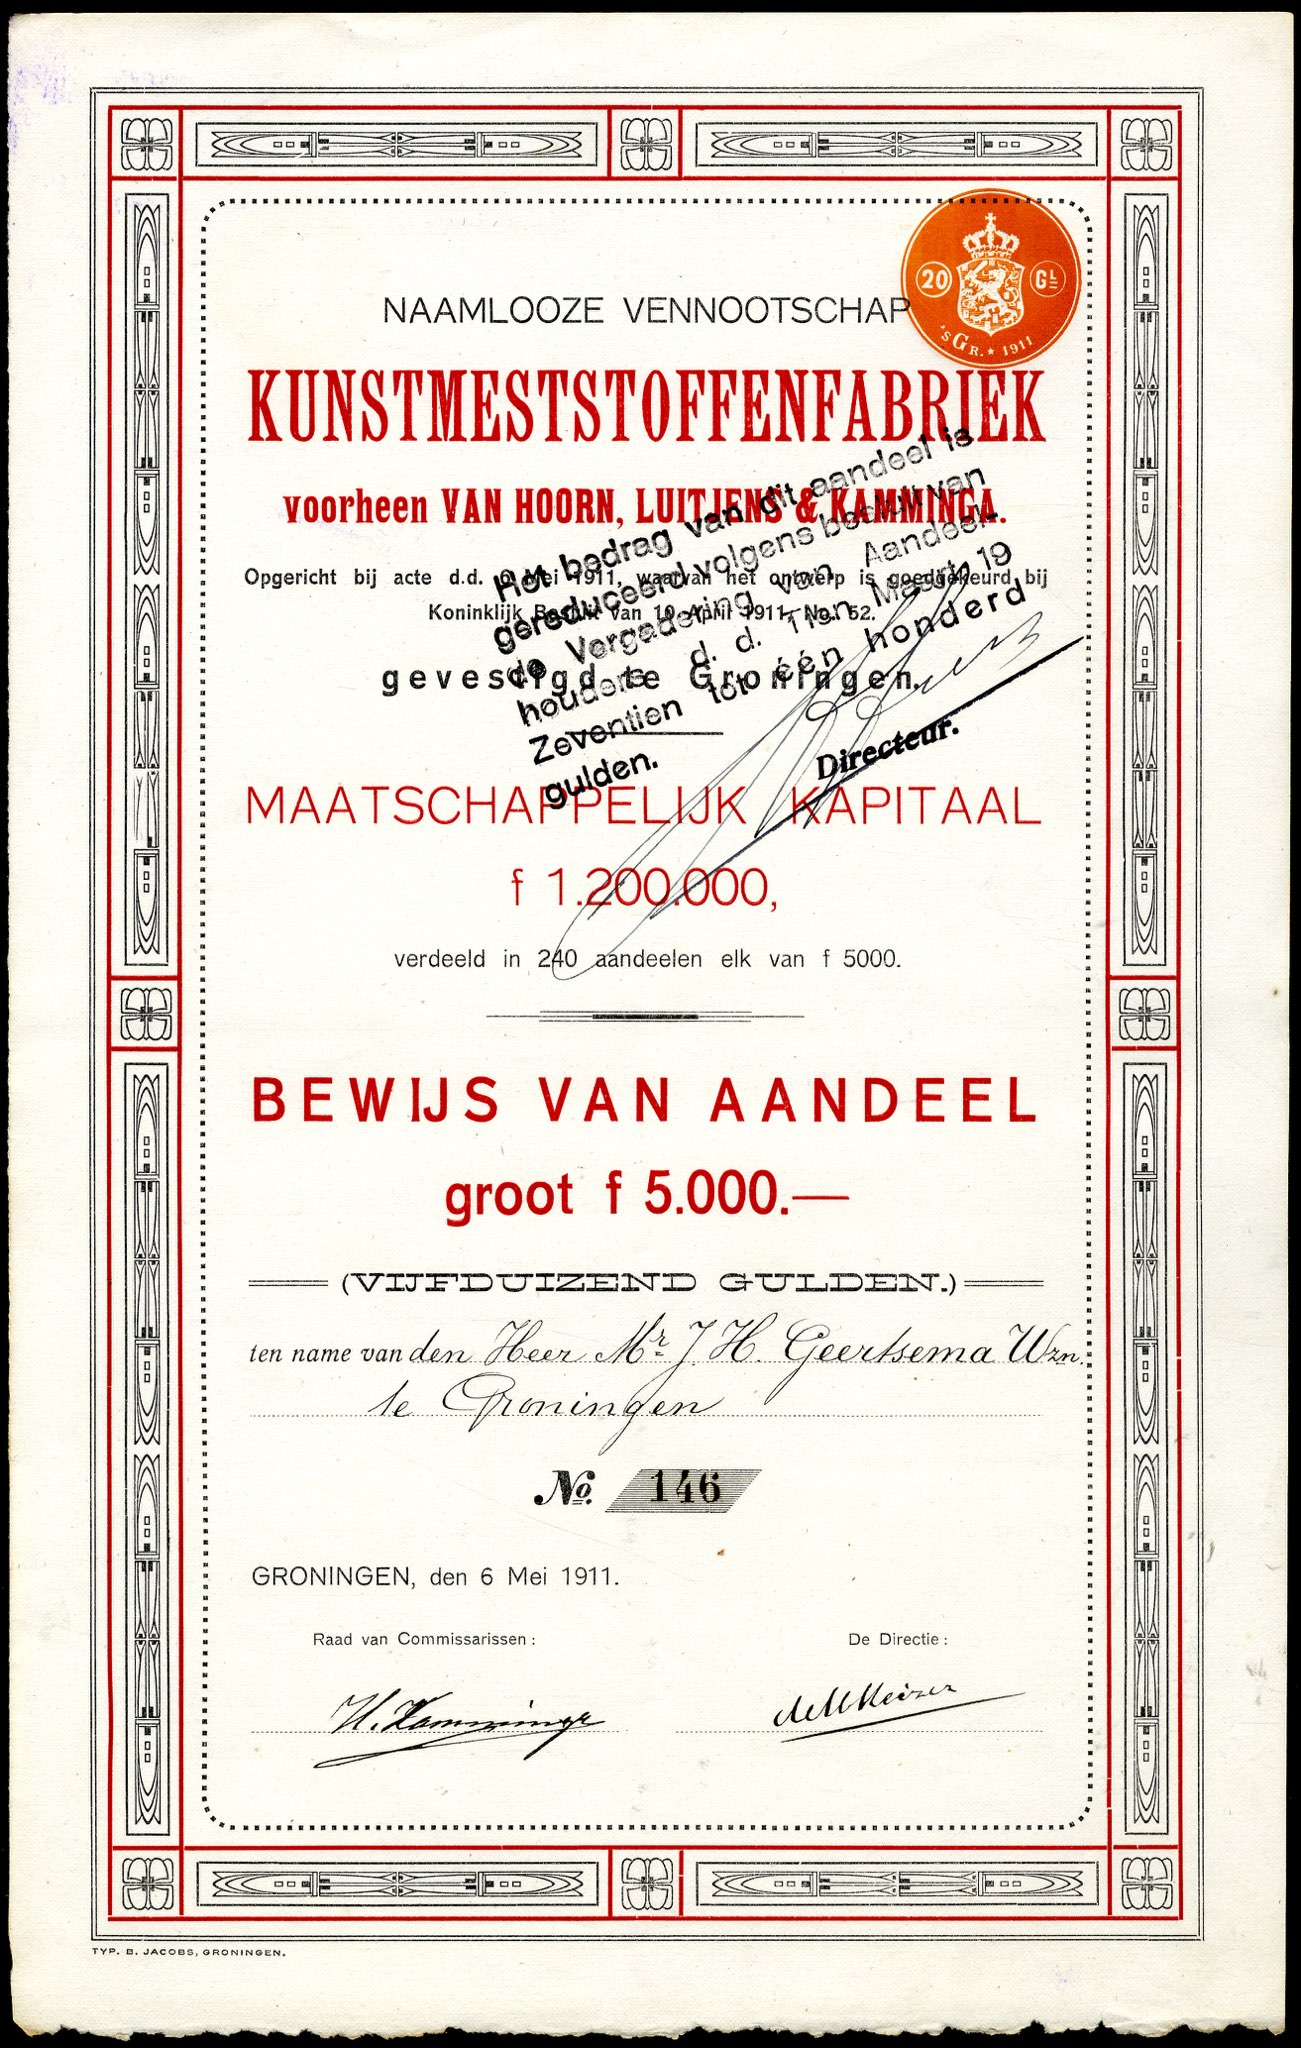 NAAMLOOZE VENNOOTSCHAP
20 GL
'S GR. ★ 1911
KUNSTMESTSTOFFENFABRIEK
voorheen VAN HOORN, LUITJENS & KAMMINGA.
Opgericht bij acte d.d. 6 Mei 1911, waarvan het ontwerp is goedgekeurd bij
Koninklijk Besluit van 10 April 1911, No. 52.
gevestigd te Groningen.
Het bedrag van dit aandeel is
gereduceerd volgens besluit van
de Vergadering van Aandeel-
houders d. d. 11en Maart 19
Zeventien tot één honderd
gulden.
Directeur.
MAATSCHAPPELIJK KAPITAAL
f 1.200.000,
verdeeld in 240 aandeelen elk van f 5000.
BEWIJS VAN AANDEEL
groot f 5.000.—
(VIJFDUIZEND GULDEN.)
ten name van den Heer Mr J. H. Geertsema Wzn.
te Groningen
No. 146
GRONINGEN, den 6 Mei 1911.
Raad van Commissarissen: De Directie:
H. Kamminga
TYP. B. JACOBS, GRONINGEN.